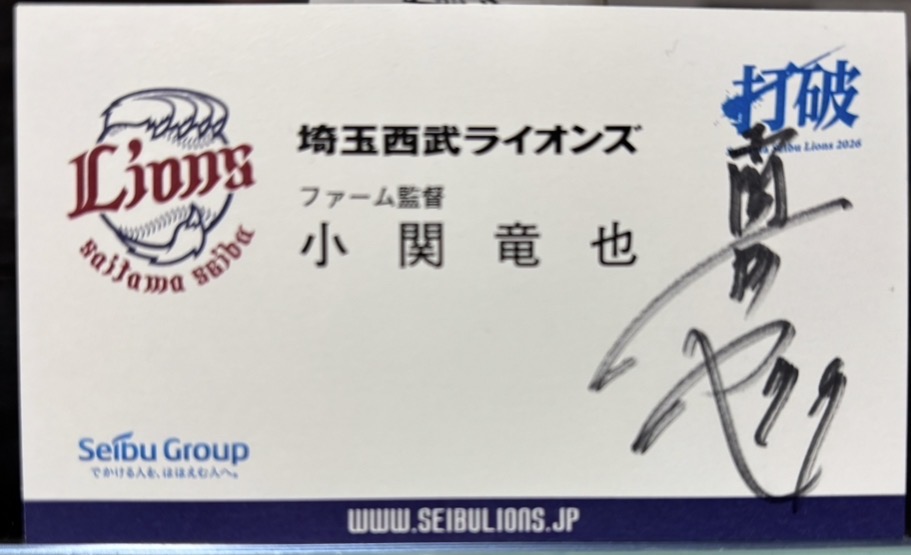 Lions
saitama seibu
埼玉西武ライオンズ
ファーム監督
小関竜也
打破
Seibu Lions 2026
77
Seibu Group
でかける人を、ほほえむ人へ。
WWW.SEIBULIONS.JP